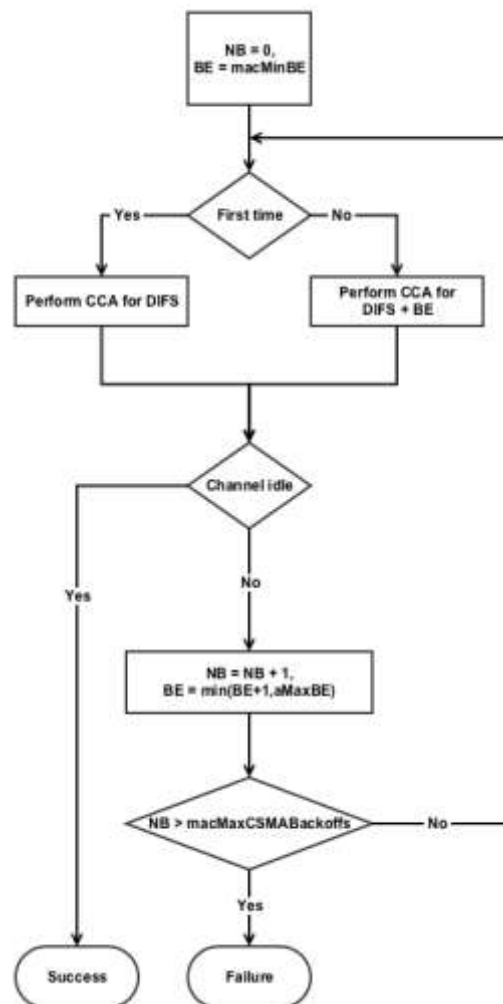 NB = 0,
BE = macMinBE
First time
Yes
No
Perform CCA for DIFS
Perform CCA for
DIFS + BE
Channel idle
Yes
No
NB = NB + 1,
BE = min(BE+1,aMaxBE)
NB > macMaxCSMABackoffs
No
Yes
Success
Failure